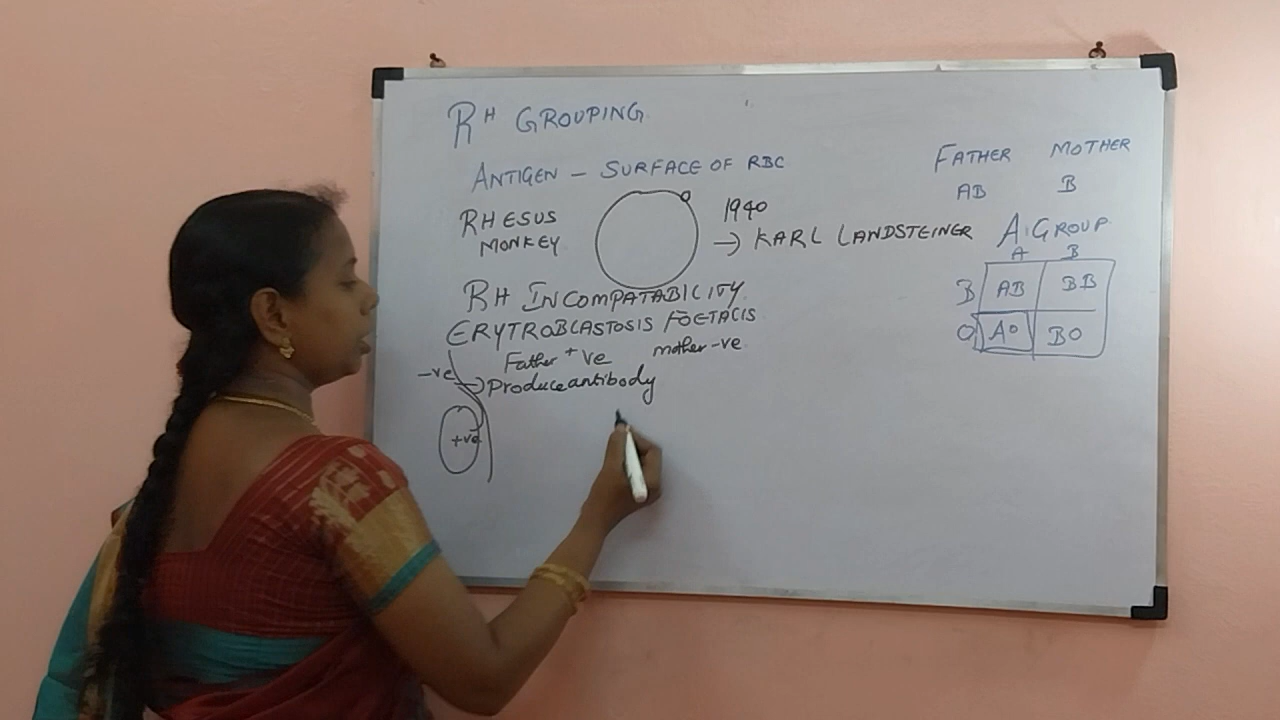 RH GROUPING
ANTIGEN - SURFACE OF RBC
RHESUS
MONKEY
1940
→ KARL LANDSTEINER
RH INCOMPATABILITY
ERYTROBLASTOSIS FOETACIS
Father +ve mother -ve
-ve → Produce antibody
+ve
FATHER MOTHER
AB B
A. GROUP
A B
B AB BB
O AO BO